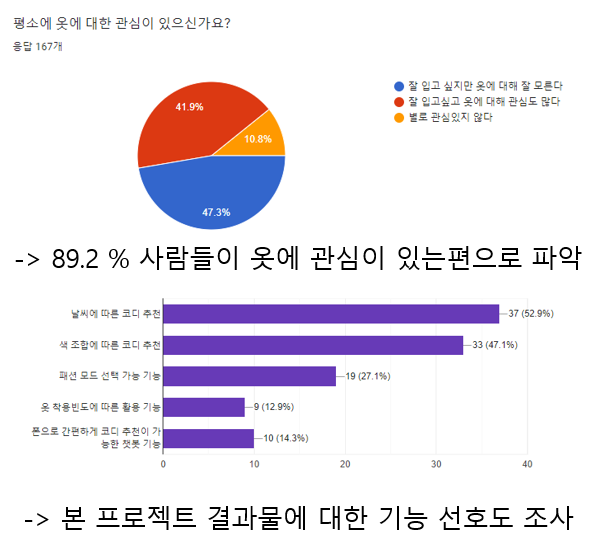 평소에 옷에 대한 관심이 있으신가요?
응답 167개
잘 입고 싶지만 옷에 대해 잘 모른다
잘 입고싶고 옷에 대해 관심도 많다
별로 관심있지 않다
41.9%
10.8%
47.3%
-> 89.2 % 사람들이 옷에 관심이 있는편으로 파악
날씨에 따른 코디 추천
37 (52.9%)
색 조합에 따른 코디 추천
33 (47.1%)
패션 모드 선택 가능 기능
19 (27.1%)
옷 착용빈도에 따른 활용 기능
9 (12.9%)
폰으로 간편하게 코디 추천이 가
능한 챗봇 기능
10 (14.3%)
0 10 20 30 40
-> 본 프로젝트 결과물에 대한 기능 선호도 조사